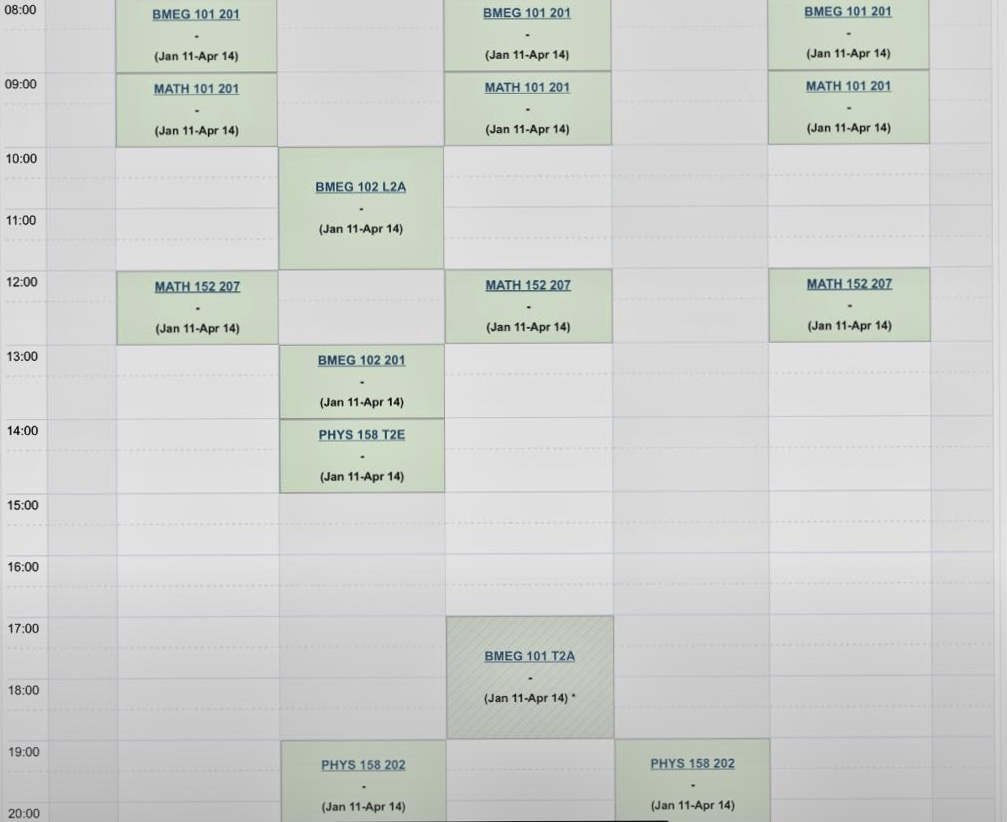 08:00
BMEG 101 201
-
(Jan 11-Apr 14)
BMEG 101 201
-
(Jan 11-Apr 14)
BMEG 101 201
-
(Jan 11-Apr 14)
09:00
MATH 101 201
-
(Jan 11-Apr 14)
MATH 101 201
-
(Jan 11-Apr 14)
MATH 101 201
-
(Jan 11-Apr 14)
10:00
BMEG 102 L2A
-
(Jan 11-Apr 14)
11:00
12:00
MATH 152 207
-
(Jan 11-Apr 14)
MATH 152 207
-
(Jan 11-Apr 14)
MATH 152 207
-
(Jan 11-Apr 14)
13:00
BMEG 102 201
-
(Jan 11-Apr 14)
14:00
PHYS 158 T2E
-
(Jan 11-Apr 14)
15:00
16:00
17:00
BMEG 101 T2A
-
(Jan 11-Apr 14) *
18:00
19:00
PHYS 158 202
-
(Jan 11-Apr 14)
PHYS 158 202
-
(Jan 11-Apr 14)
20:00